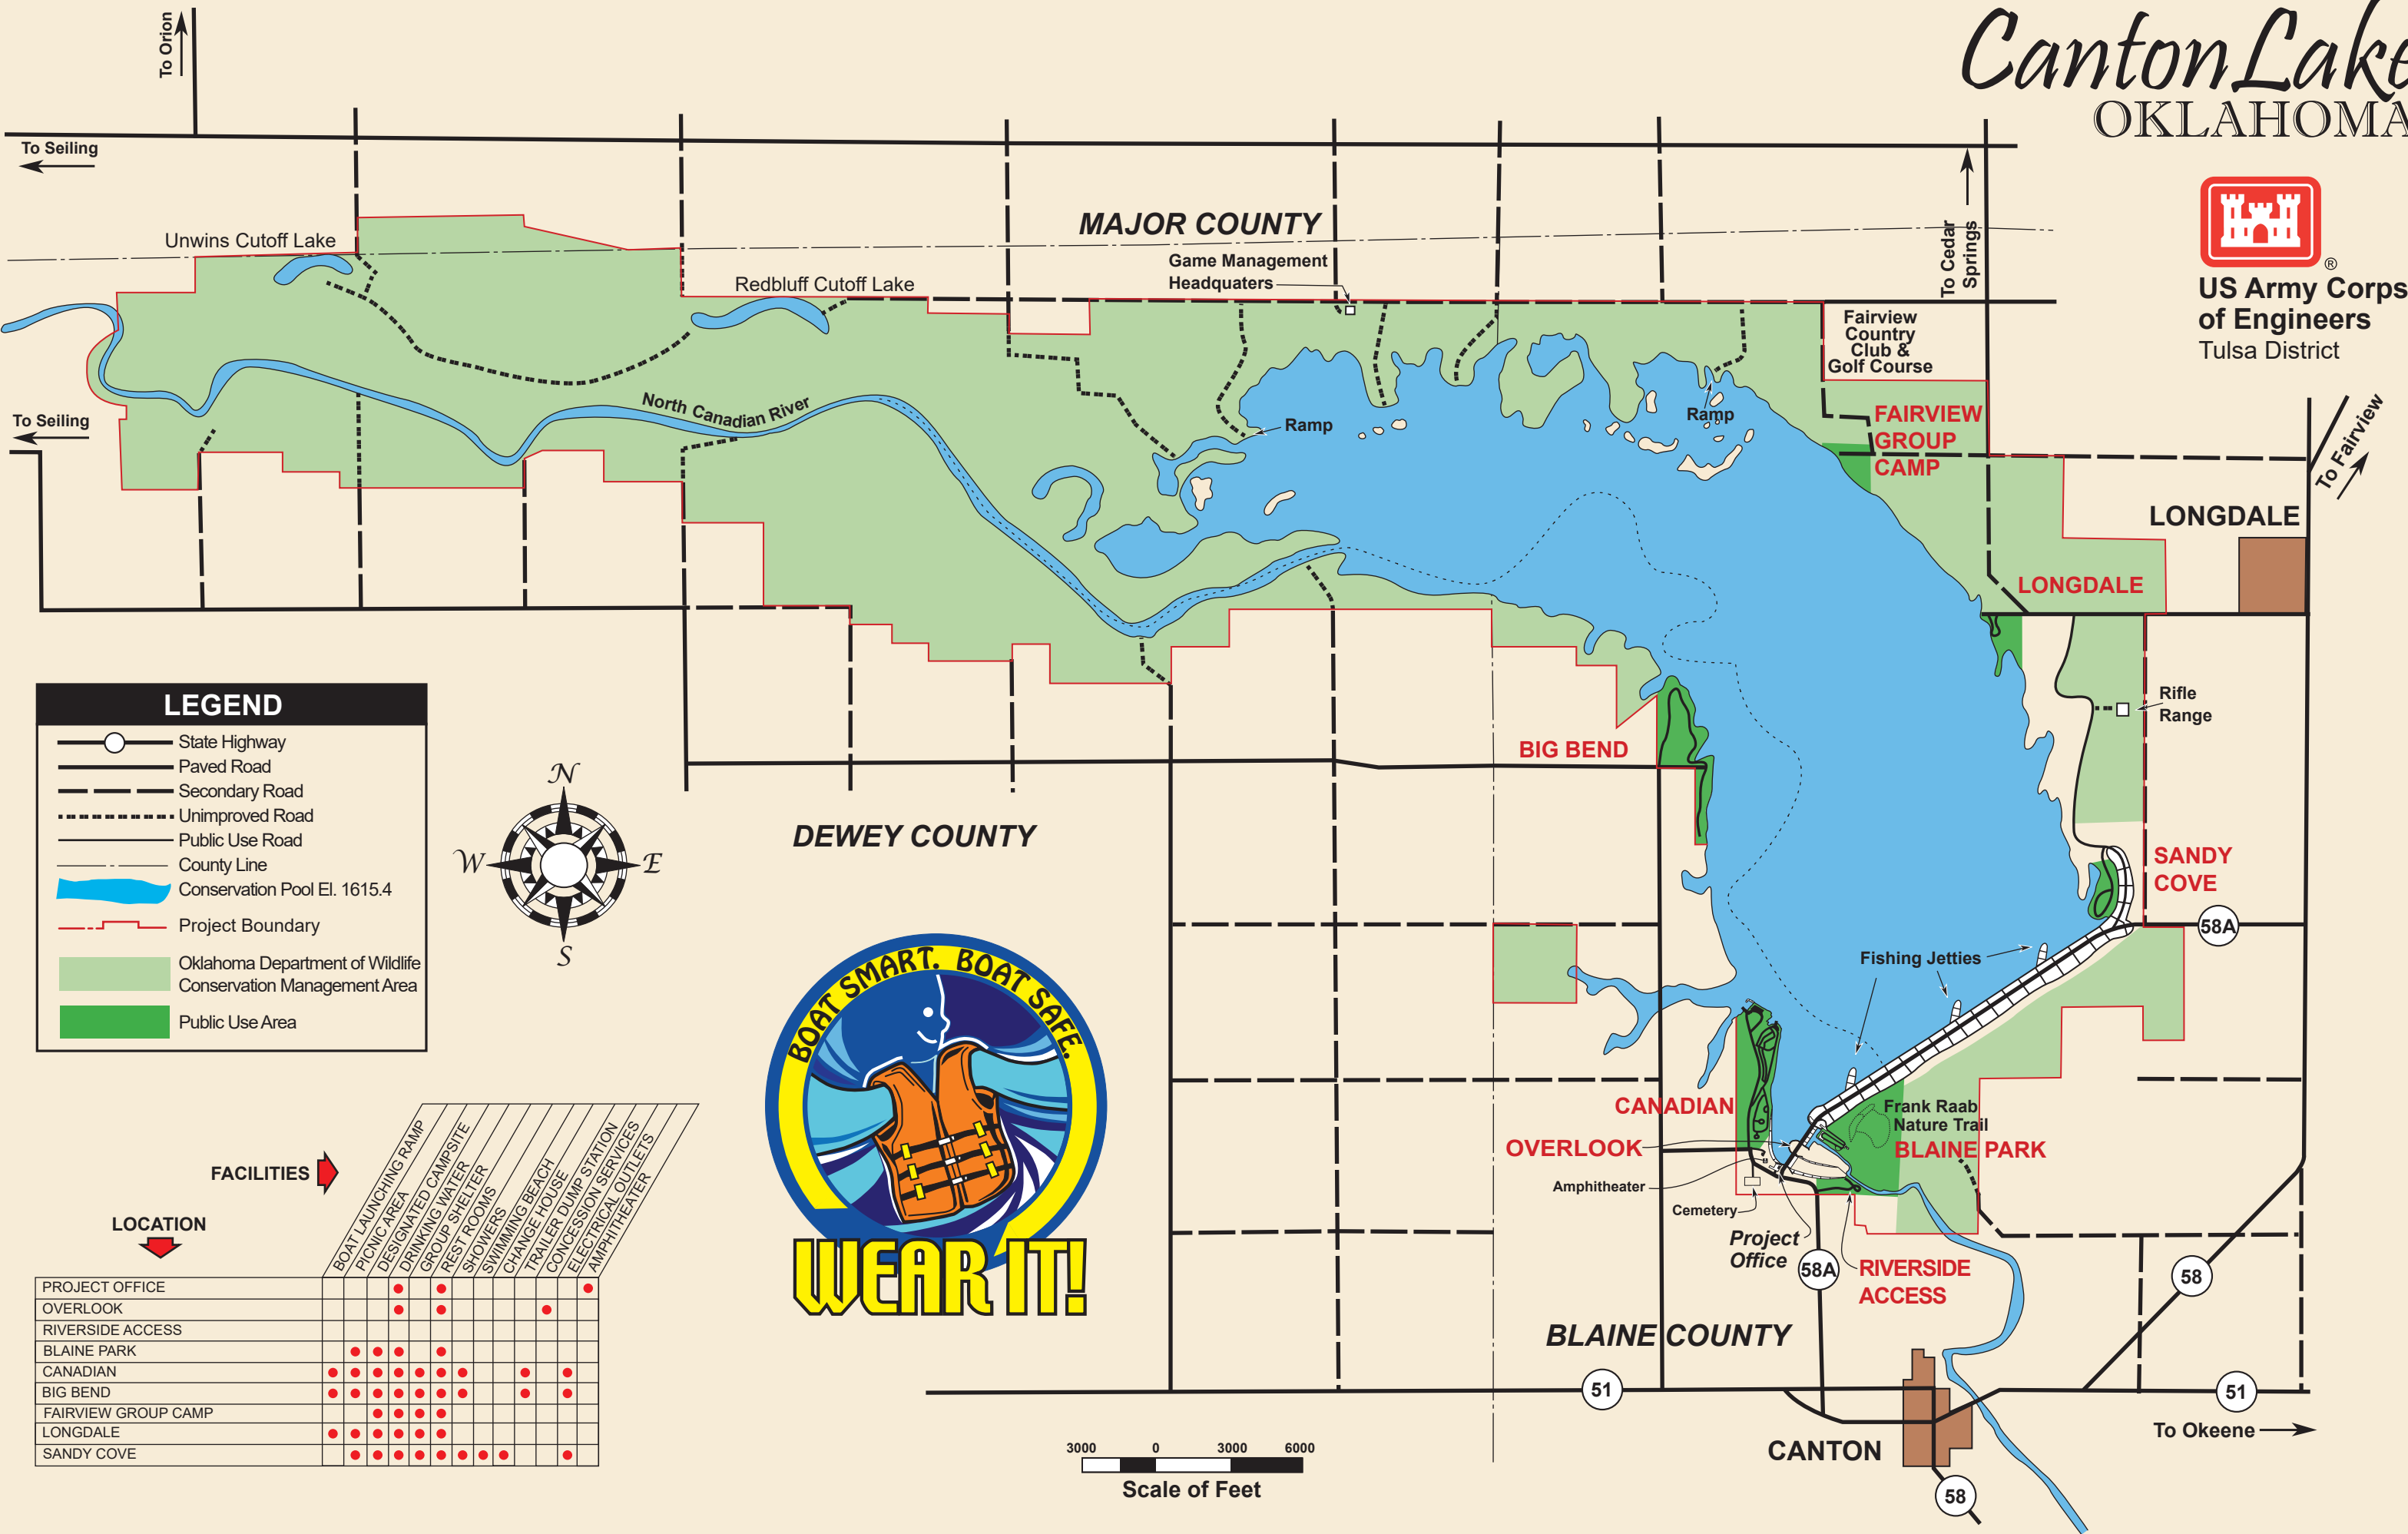 Canton Lake
OKLAHOMA
US Army Corps
of Engineers
Tulsa District
®
To Orion
To Seiling
To Seiling
MAJOR COUNTY
Unwins Cutoff Lake
Redbluff Cutoff Lake
Game Management
Headquaters
To Cedar
Springs
Fairview
Country
Club &
Golf Course
North Canadian River
Ramp
Ramp
FAIRVIEW
GROUP
CAMP
To Fairview
LONGDALE
LONGDALE
Rifle
Range
BIG BEND
DEWEY COUNTY
SANDY
COVE
58A
Fishing Jetties
CANADIAN
Frank Raab
Nature Trail
OVERLOOK
BLAINE PARK
Amphitheater
Cemetery
Project
Office
58A
RIVERSIDE
ACCESS
58
BLAINE COUNTY
51
51
To Okeene
CANTON
58
LEGEND
State Highway
Paved Road
Secondary Road
Unimproved Road
Public Use Road
County Line
Conservation Pool El. 1615.4
Project Boundary
Oklahoma Department of Wildlife
Conservation Management Area
Public Use Area
N
W
E
S
BOAT SMART. BOAT SAFE.
WEAR IT!
FACILITIES
LOCATION
BOAT LAUNCHING RAMP
PICNIC AREA
DESIGNATED CAMPSITE
DRINKING WATER
GROUP SHELTER
REST ROOMS
SHOWERS
SWIMMING BEACH
CHANGE HOUSE
TRAILER DUMP STATION
CONCESSION SERVICES
ELECTRICAL OUTLETS
AMPHITHEATER
PROJECT OFFICE
OVERLOOK
RIVERSIDE ACCESS
BLAINE PARK
CANADIAN
BIG BEND
FAIRVIEW GROUP CAMP
LONGDALE
SANDY COVE
3000 0 3000 6000
Scale of Feet